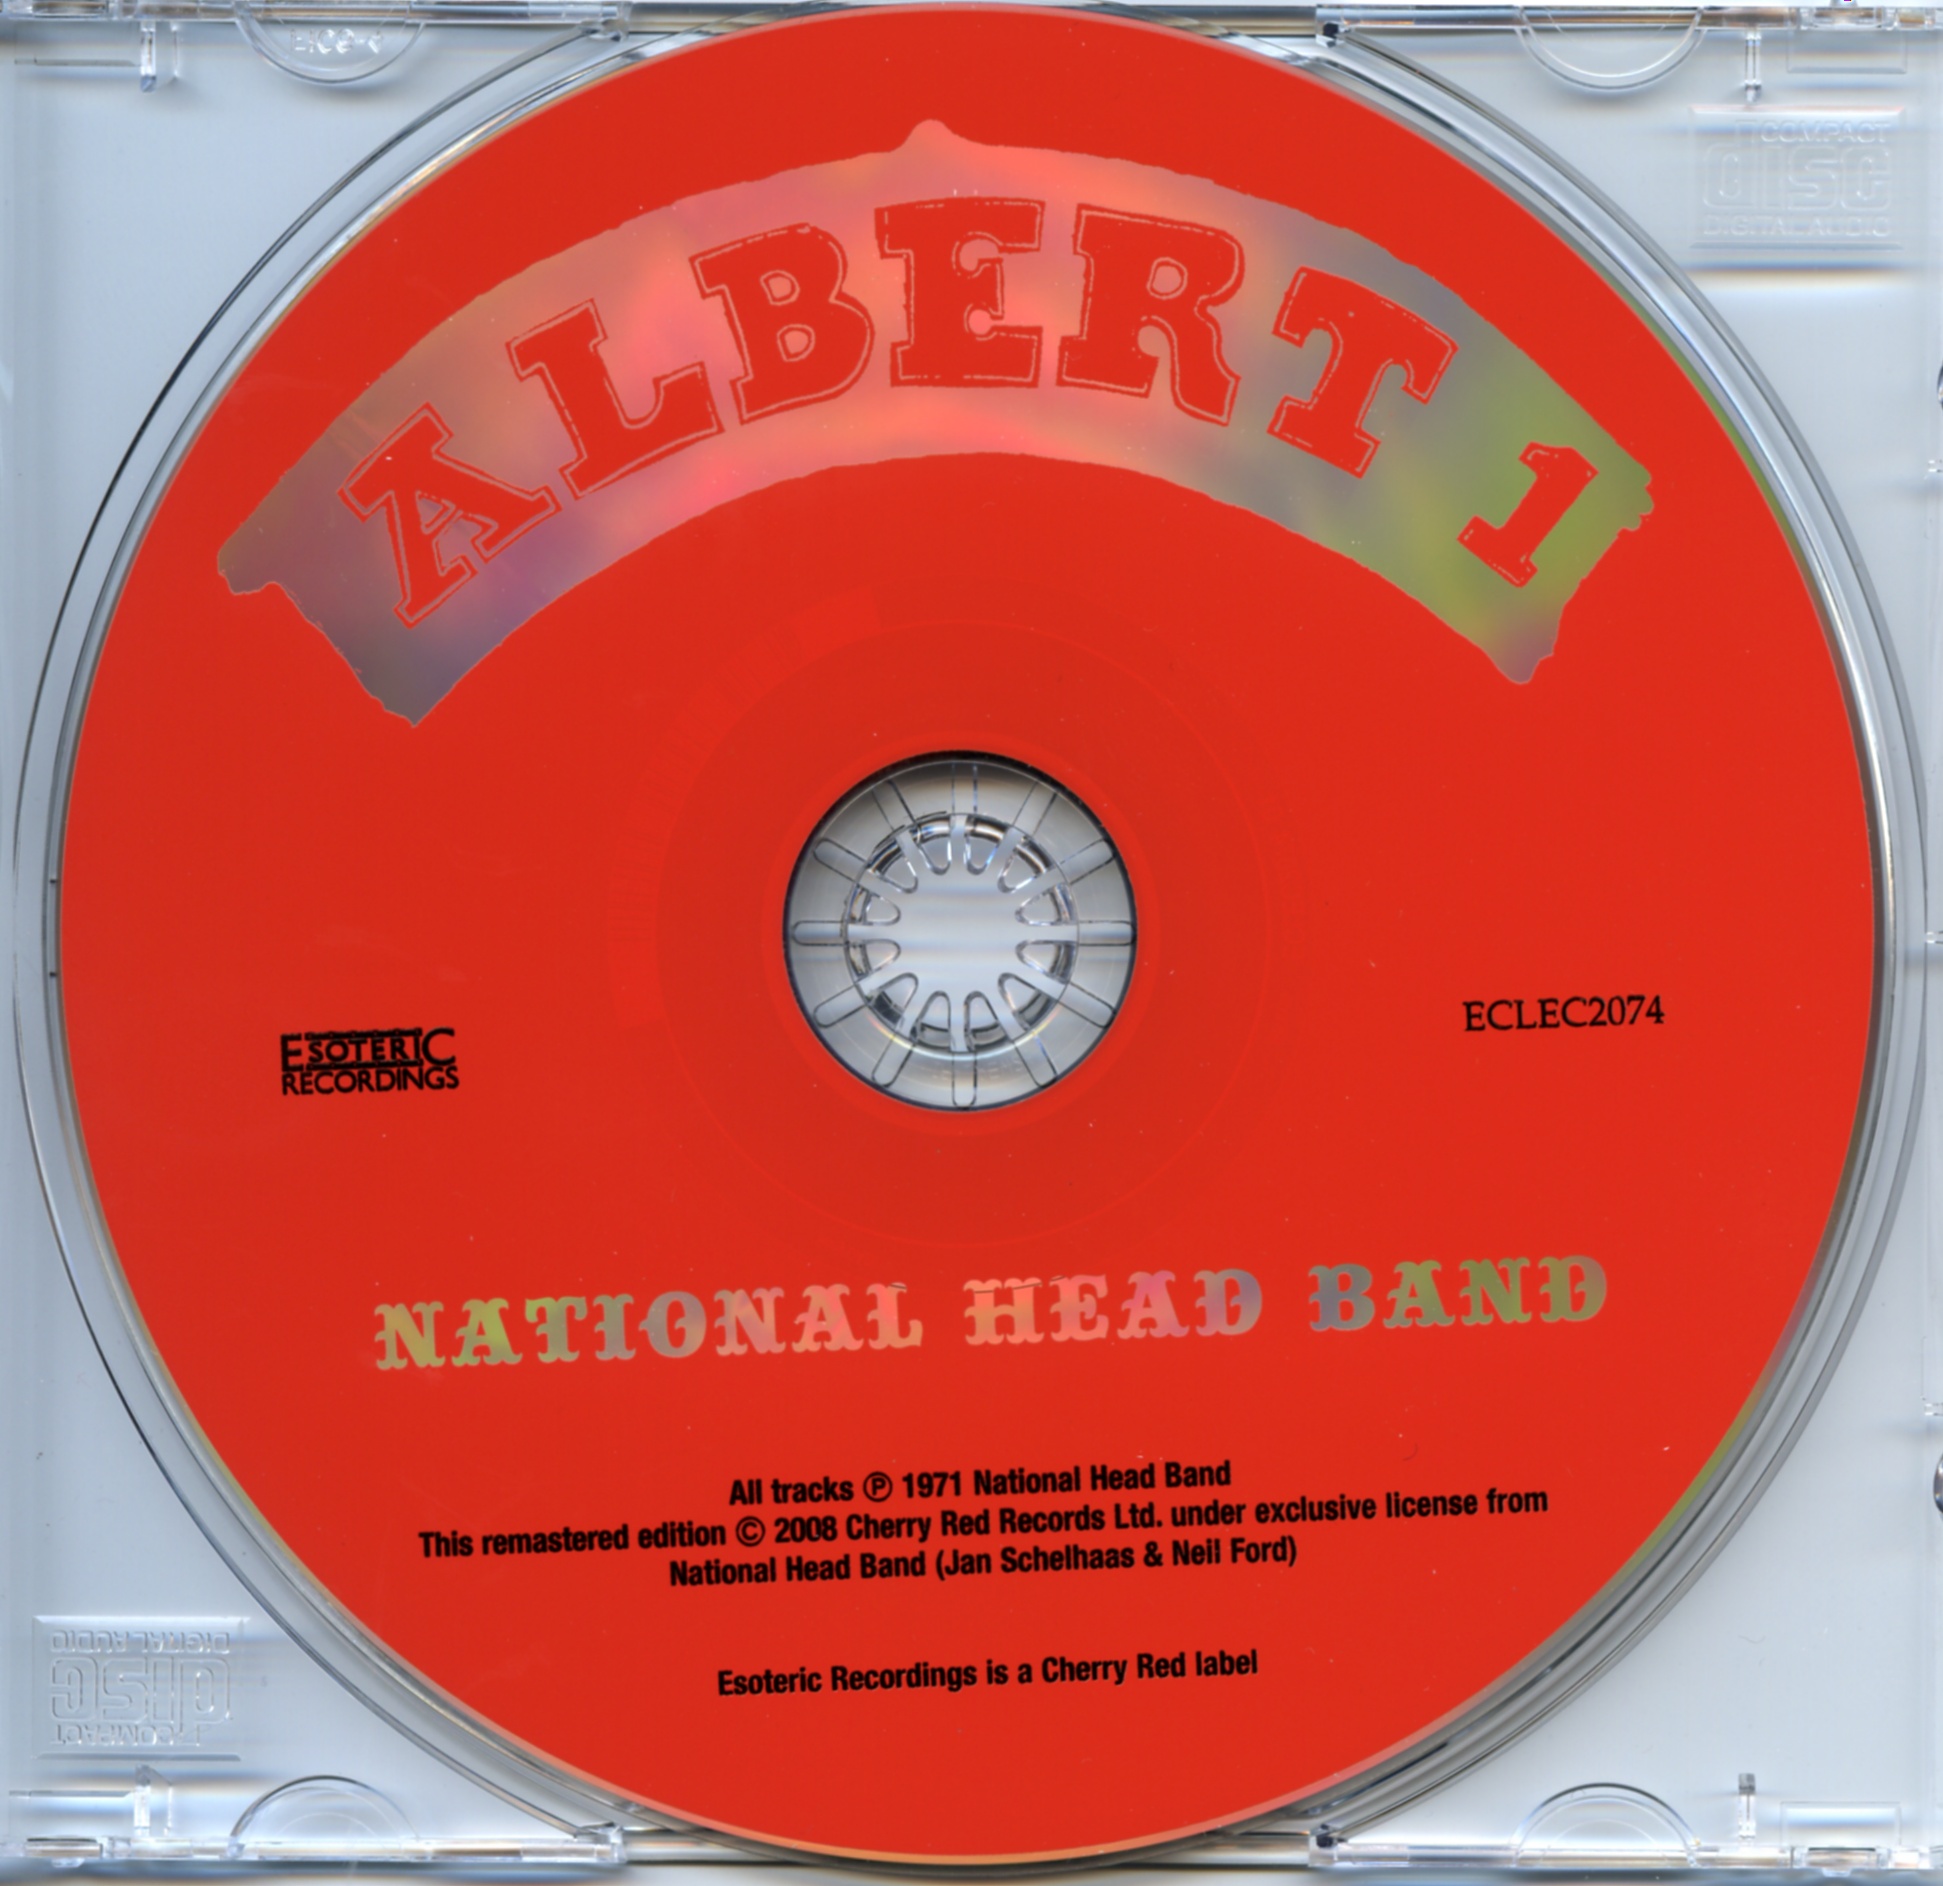 COMPACT
DISC
DIGITAL AUDIO
ALBERT 1
ECLEC2074
ESOTERIC
RECORDINGS
NATIONAL HEAD BAND
All tracks ℗ 1971 National Head Band
This remastered edition © 2008 Cherry Red Records Ltd. under exclusive license from
National Head Band (Jan Schelhaas & Neil Ford)
Esoteric Recordings is a Cherry Red label
COMPACT
DISC
DIGITAL AUDIO